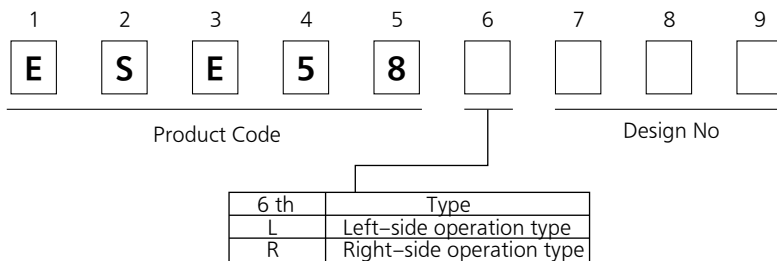 1 2 3 4 5 6 7 8 9
E S E 5 8
Product Code Design No
6 th Type
L Left–side operation type
R Right–side operation type